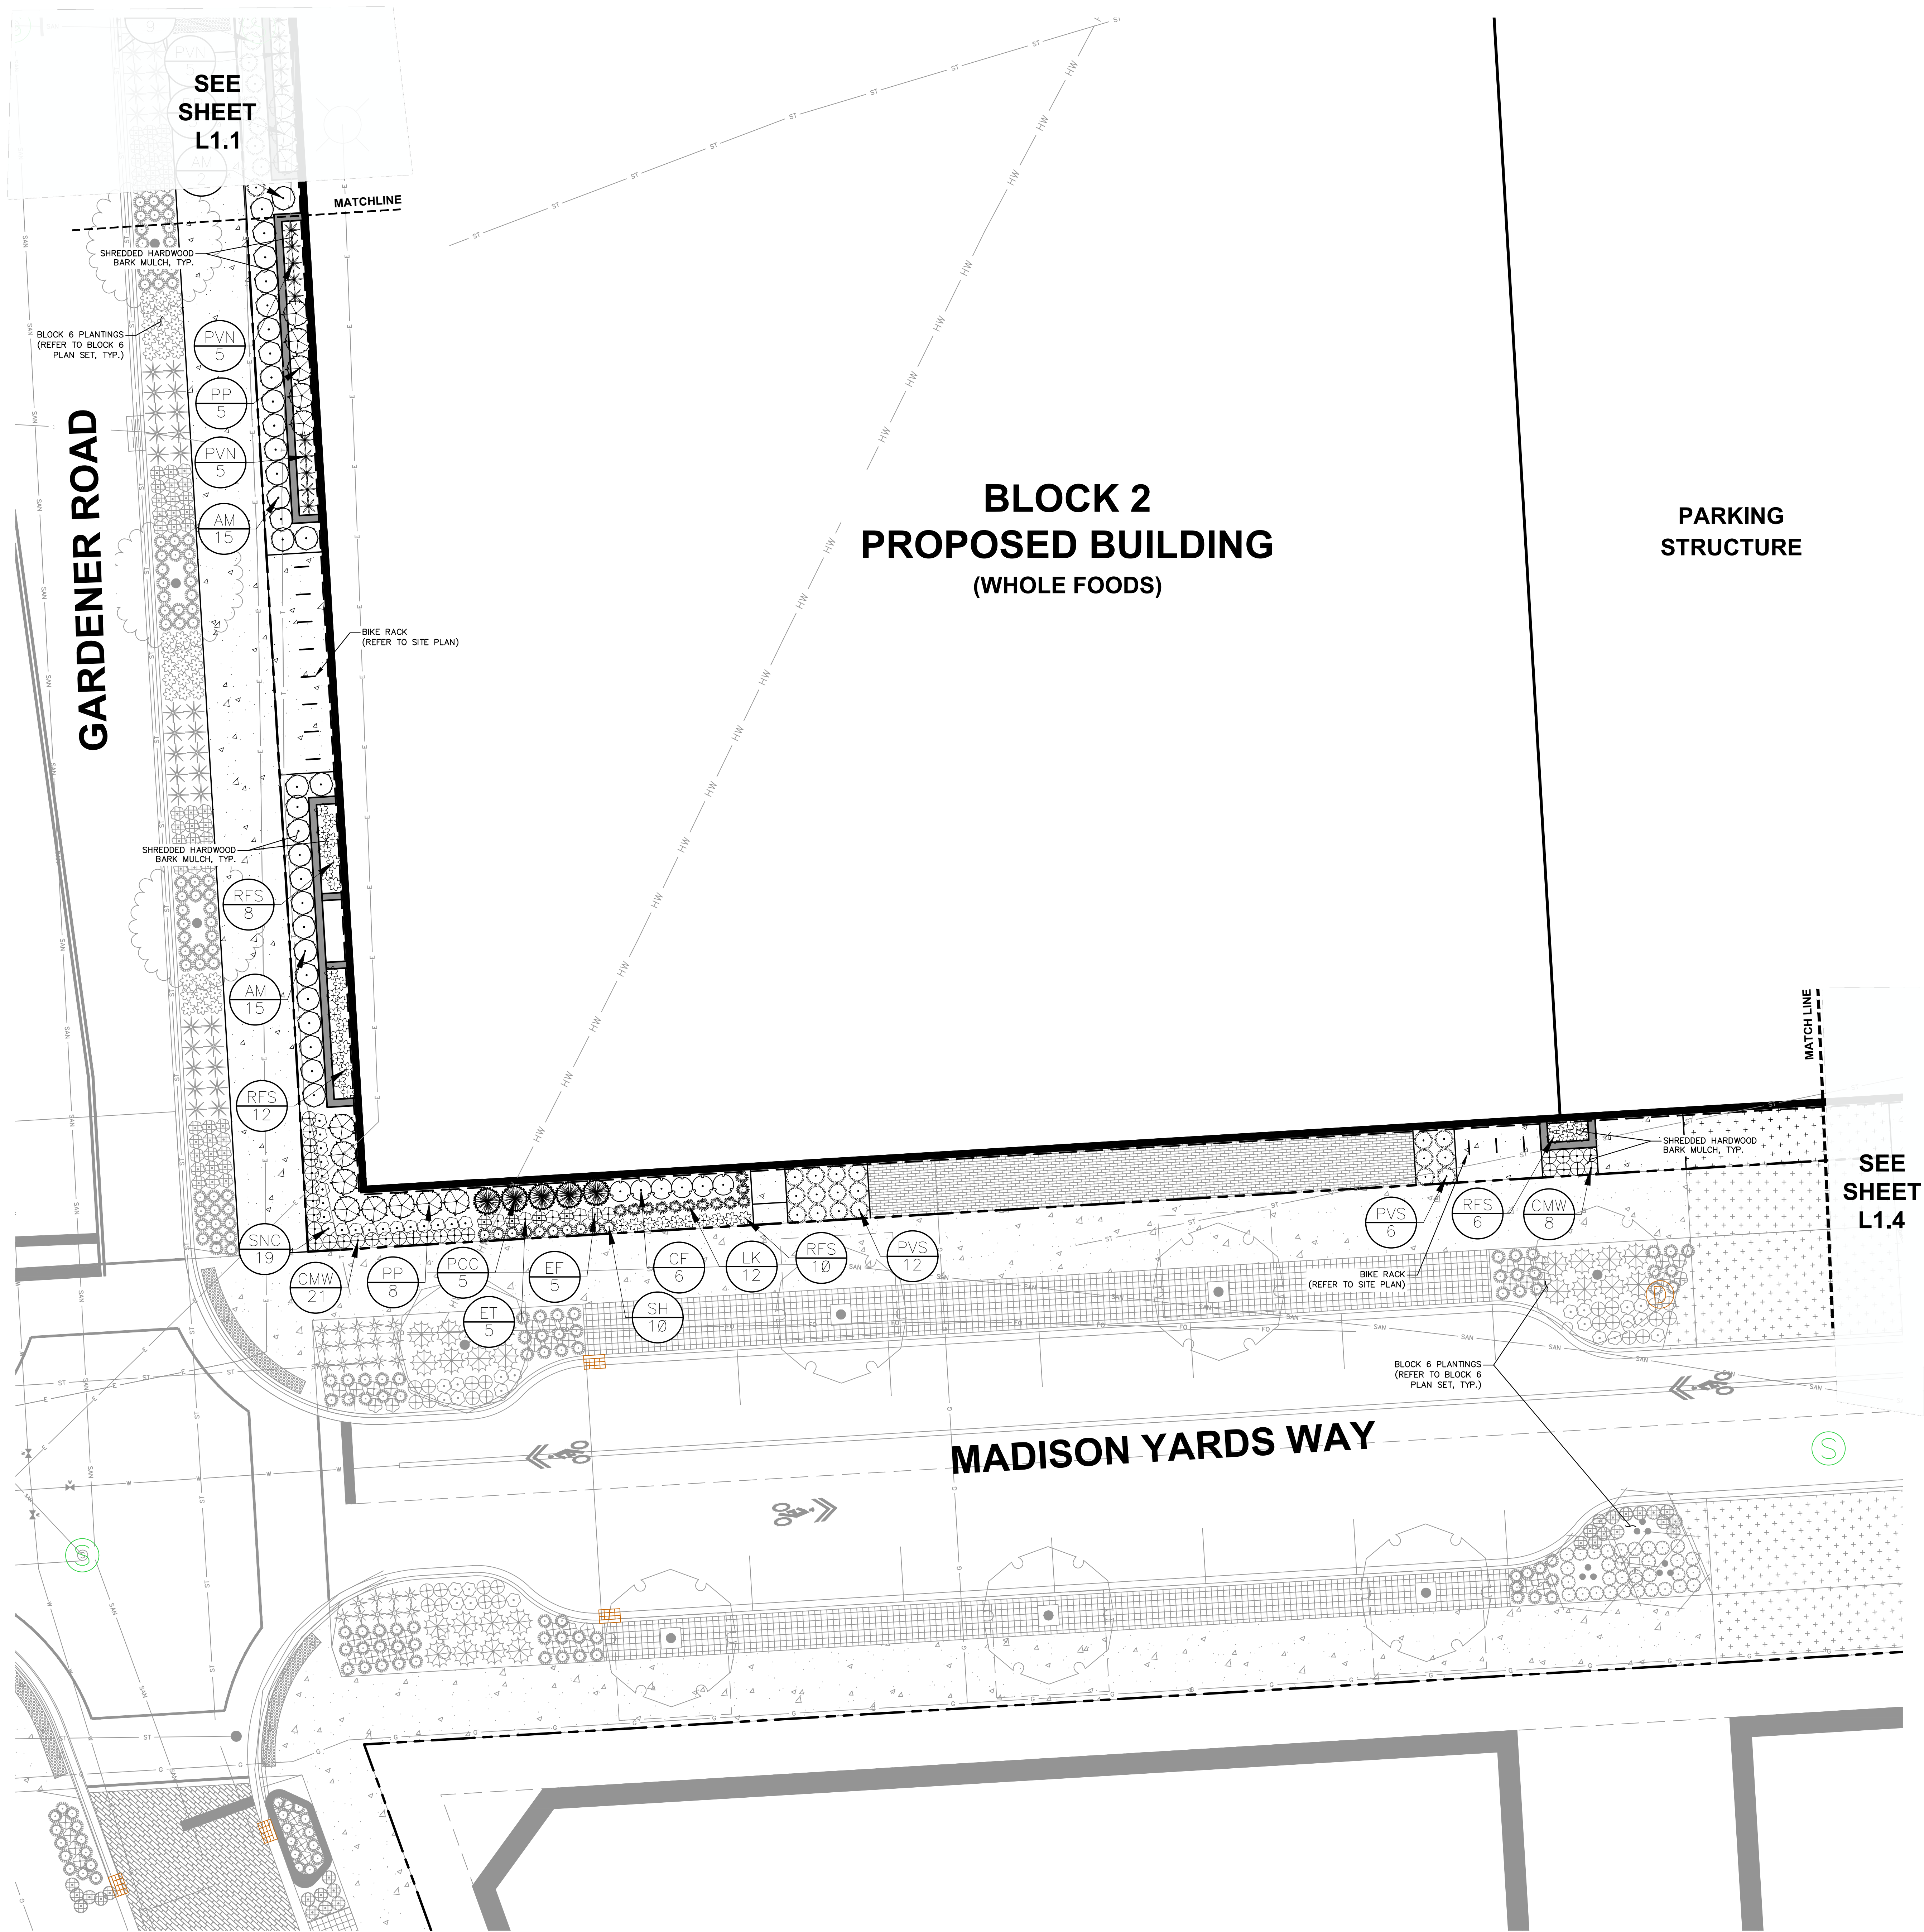 SEE
SHEET
L1.1
9
PVN
AM
2
MATCHLINE
SHREDDED HARDWOOD
BARK MULCH, TYP.
BLOCK 6 PLANTINGS
(REFER TO BLOCK 6
PLAN SET, TYP.)
PVN
5
PP
5
PVN
5
AM
15
GARDENER ROAD
BLOCK 2
PROPOSED BUILDING
(WHOLE FOODS)
PARKING
STRUCTURE
BIKE RACK
(REFER TO SITE PLAN)
SHREDDED HARDWOOD
BARK MULCH, TYP.
RFS
8
AM
15
RFS
12
MATCH LINE
SHREDDED HARDWOOD
BARK MULCH, TYP.
SEE
SHEET
L1.4
SNC
19
CMW
21
PP
8
PCC
5
ET
5
EF
5
SH
10
CF
6
LK
12
RFS
10
PVS
12
PVS
6
RFS
6
CMW
8
BIKE RACK
(REFER TO SITE PLAN)
BLOCK 6 PLANTINGS
(REFER TO BLOCK 6
PLAN SET, TYP.)
MADISON YARDS WAY
S
S